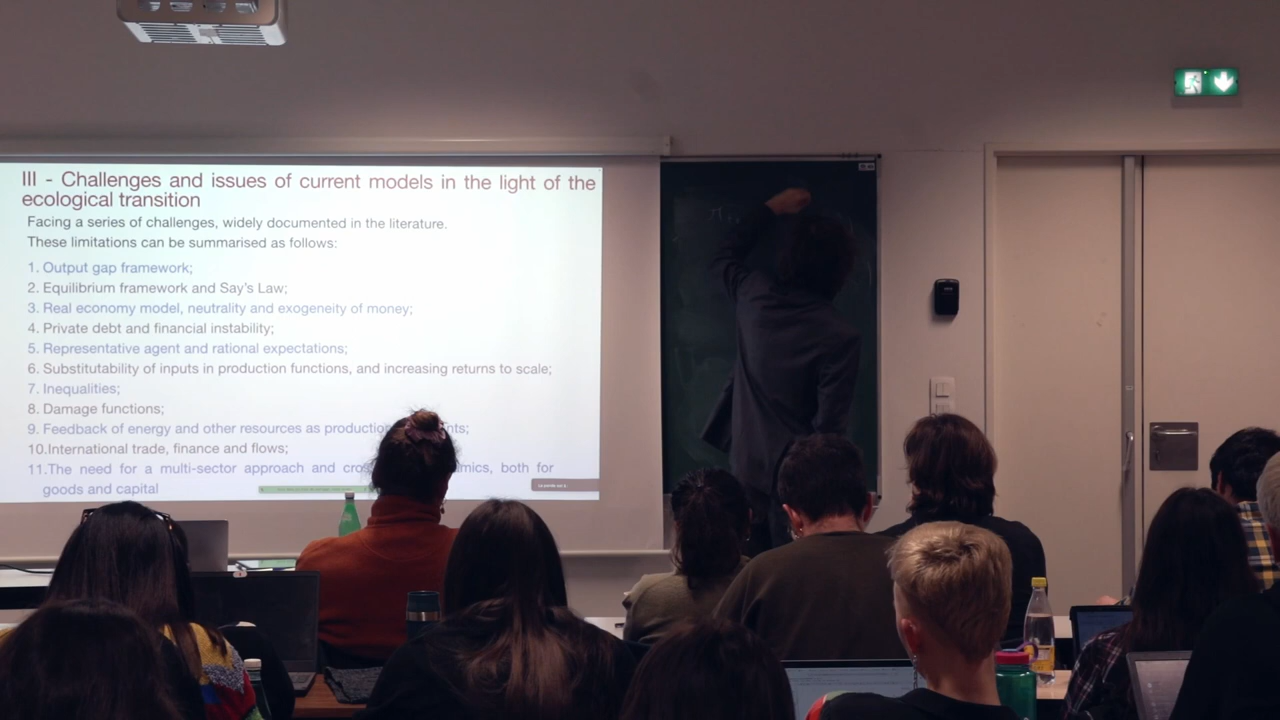 III - Challenges and issues of current models in the light of the
ecological transition
Facing a series of challenges, widely documented in the literature.
These limitations can be summarised as follows:
1. Output gap framework;
2. Equilibrium framework and Say's Law;
3. Real economy model, neutrality and exogeneity of money;
4. Private debt and financial instability;
5. Representative agent and rational expectations;
6. Substitutability of inputs in production functions, and increasing returns to scale;
7. Inequalities;
8. Damage functions;
9. Feedback of energy and other resources as production
10.International trade, finance and flows;
11.The need for a multi-sector approach and both for
goods and capital